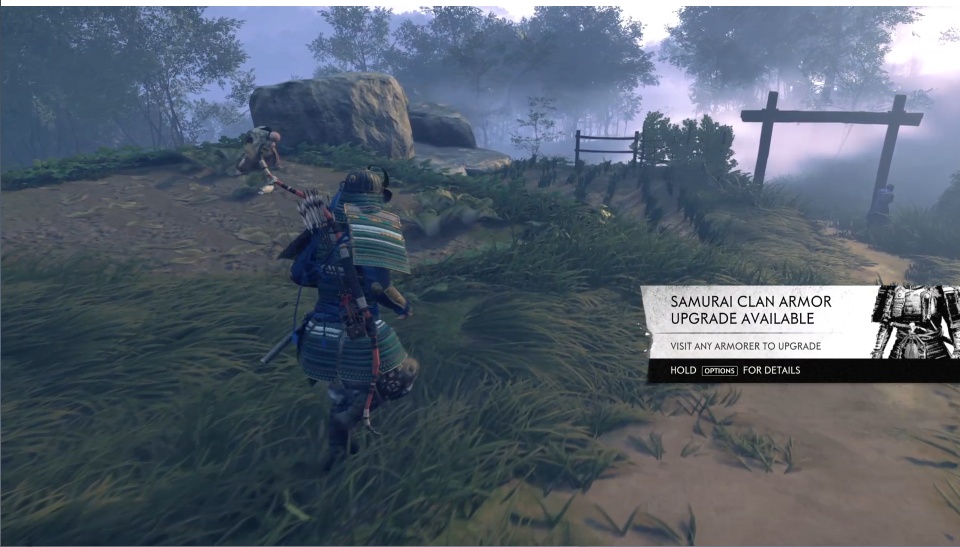 SAMURAI CLAN ARMOR
UPGRADE AVAILABLE
VISIT ANY ARMORER TO UPGRADE
HOLD OPTIONS FOR DETAILS